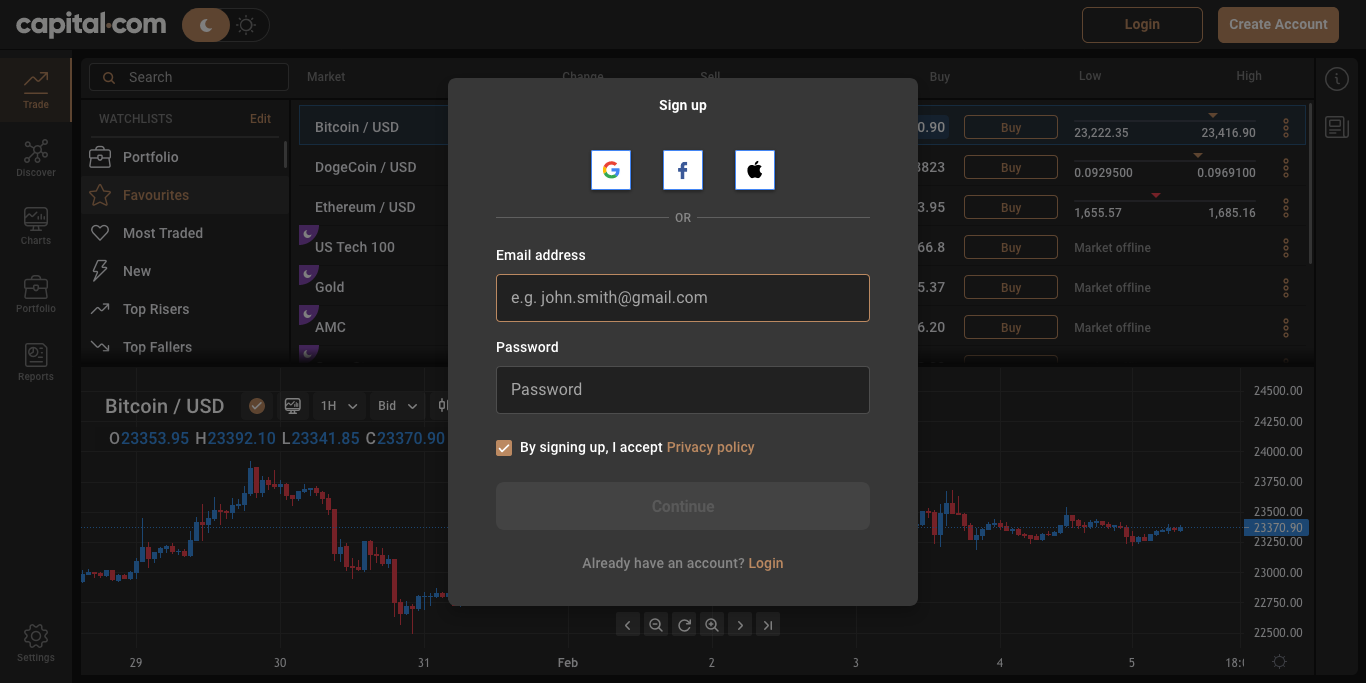 capital.com
Login
Create Account
Trade
Discover
Charts
Portfolio
Reports
Settings
Search
WATCHLISTS
Edit
Portfolio
Favourites
Most Traded
New
Top Risers
Top Fallers
Market
Change
Sell
Buy
Low
High
Bitcoin / USD
0.90
Buy
23,222.35
23,416.90
DogeCoin / USD
3823
Buy
0.0929500
0.0969100
Ethereum / USD
3.95
Buy
1,655.57
1,685.16
US Tech 100
66.8
Buy
Market offline
Gold
5.37
Buy
Market offline
AMC
6.20
Buy
Market offline
Sign up
OR
Email address
e.g. john.smith@gmail.com
Password
Password
By signing up, I accept Privacy policy
Continue
Already have an account? Login
Bitcoin / USD
1H
Bid
O23353.95 H23392.10 L23341.85 C23370.90
24500.00
24250.00
24000.00
23750.00
23500.00
23370.90
23250.00
23000.00
22750.00
22500.00
29
30
31
Feb
2
3
4
5
18: